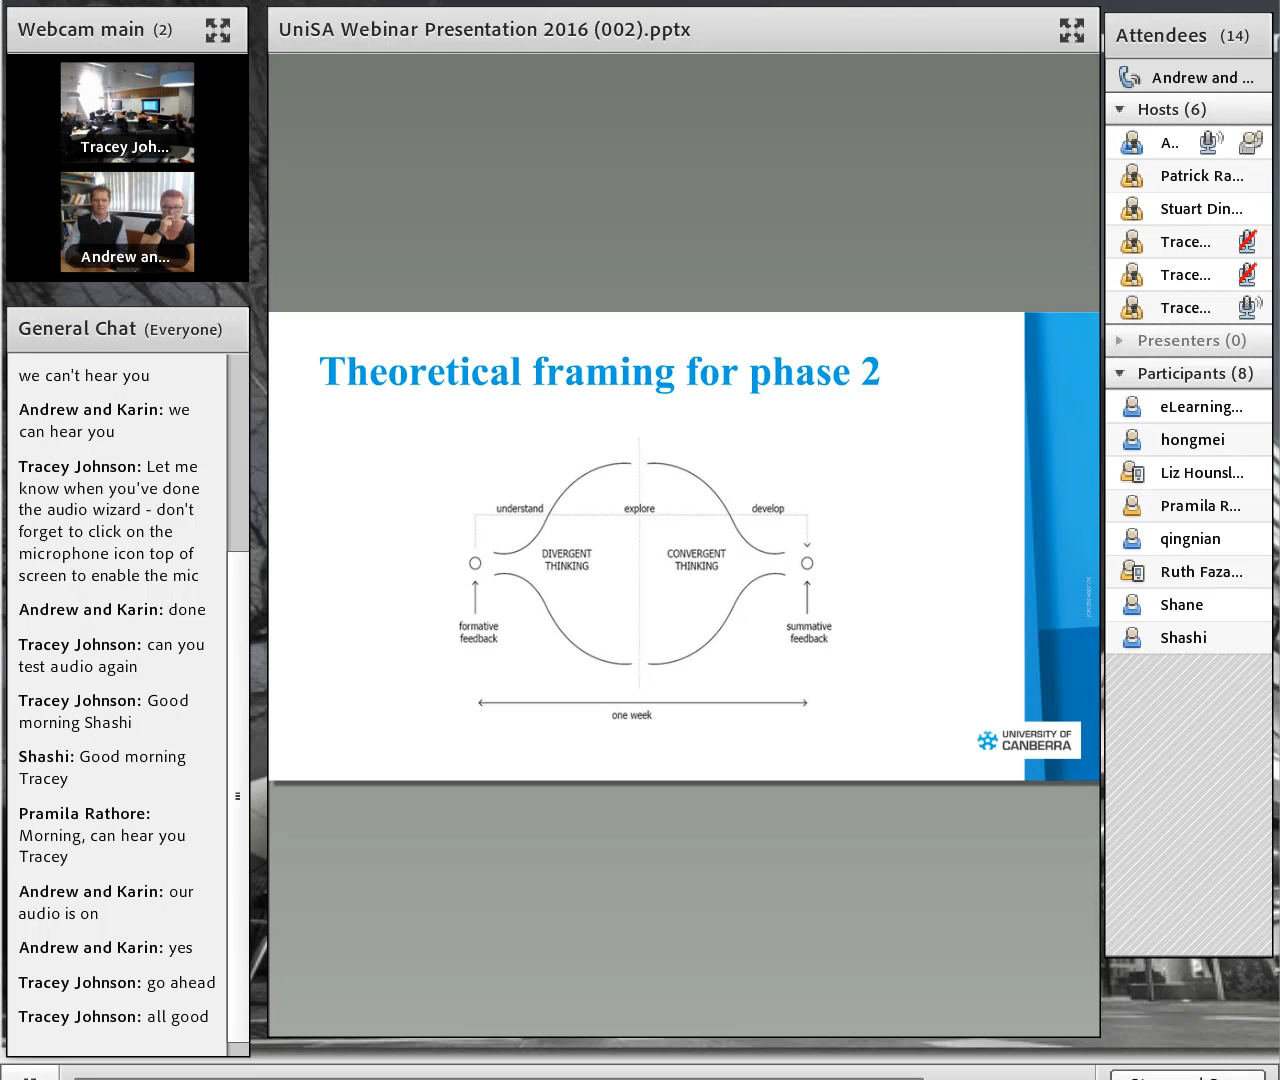 Webcam main (2)
Tracey Joh...
Andrew an...
General Chat (Everyone)
we can't hear you
Andrew and Karin: we
can hear you
Tracey Johnson: Let me
know when you've done
the audio wizard - don't
forget to click on the
microphone icon top of
screen to enable the mic
Andrew and Karin: done
Tracey Johnson: can you
test audio again
Tracey Johnson: Good
morning Shashi
Shashi: Good morning
Tracey
Pramila Rathore:
Morning, can hear you
Tracey
Andrew and Karin: our
audio is on
Andrew and Karin: yes
Tracey Johnson: go ahead
Tracey Johnson: all good
UniSA Webinar Presentation 2016 (002).pptx
Theoretical framing for phase 2
understand
explore
develop
DIVERGENT
THINKING
CONVERGENT
THINKING
formative
feedback
summative
feedback
one week
UNIVERSITY OF
CANBERRA
Attendees (14)
Andrew and ...
Hosts (6)
A..
Patrick Ra...
Stuart Din...
Trace...
Trace...
Trace...
Presenters (0)
Participants (8)
eLearning...
hongmei
Liz Hounsl...
Pramila R...
qingnian
Ruth Faza...
Shane
Shashi